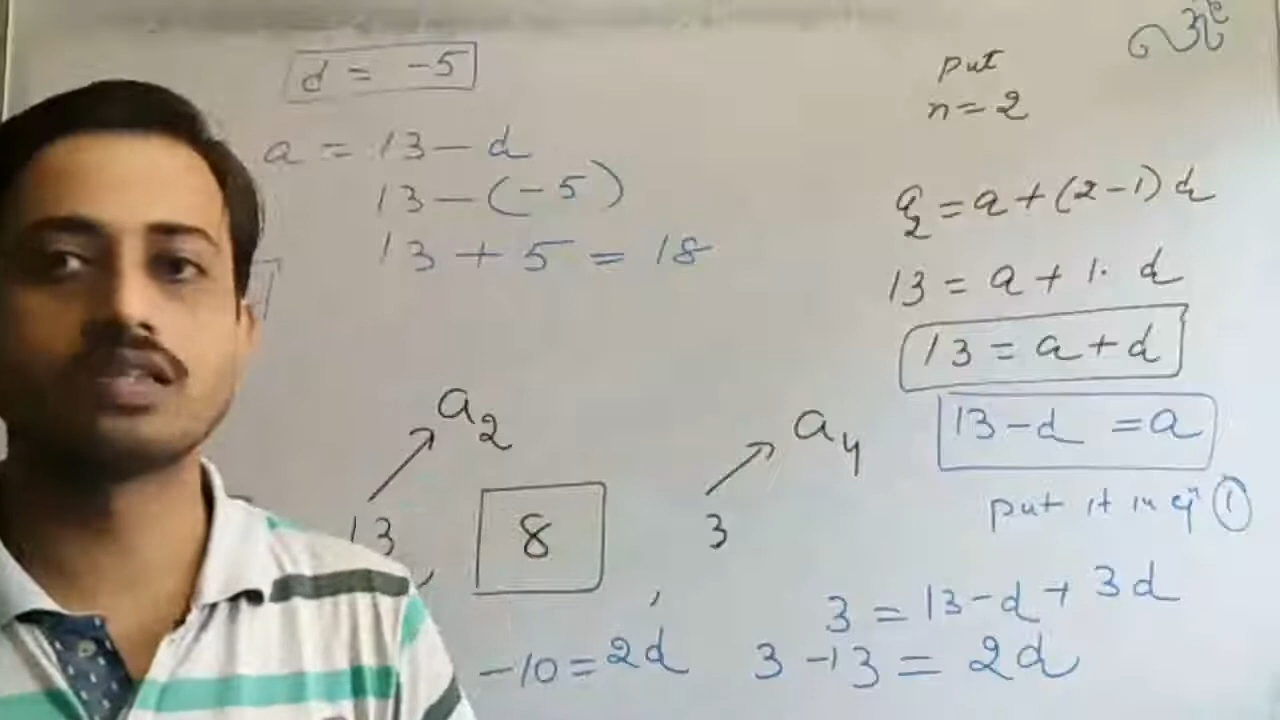 d = -5
a = 13 - d
13 - (-5)
13 + 5 = 18
a2
a4
13 , 8 , 3
-10 = 2d
put
n = 2
a2 = a + (2-1) d
13 = a + 1. d
13 = a + d
13 - d = a
put it in eqn 1
3 = 13 - d + 3d
3 - 13 = 2d